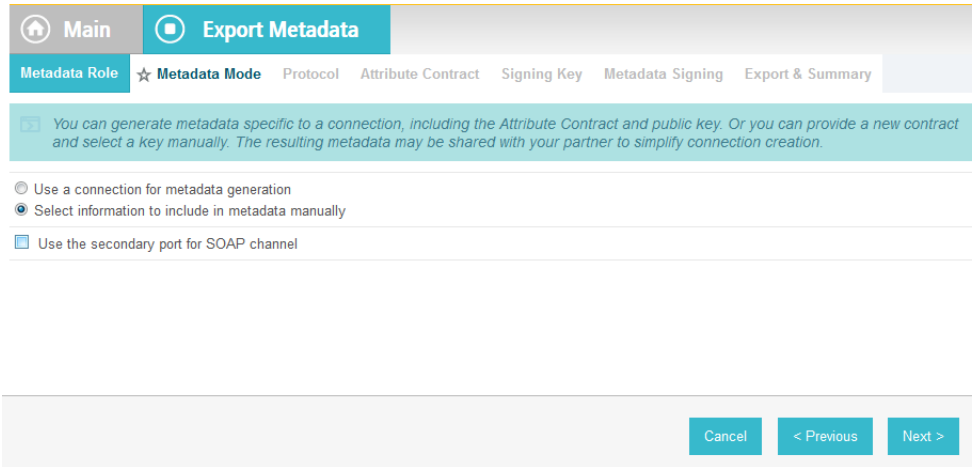 Main Export Metadata
Metadata Role Metadata Mode Protocol Attribute Contract Signing Key Metadata Signing Export & Summary
You can generate metadata specific to a connection, including the Attribute Contract and public key. Or you can provide a new contract
and select a key manually. The resulting metadata may be shared with your partner to simplify connection creation.
Use a connection for metadata generation
Select information to include in metadata manually
Use the secondary port for SOAP channel
Cancel < Previous Next >